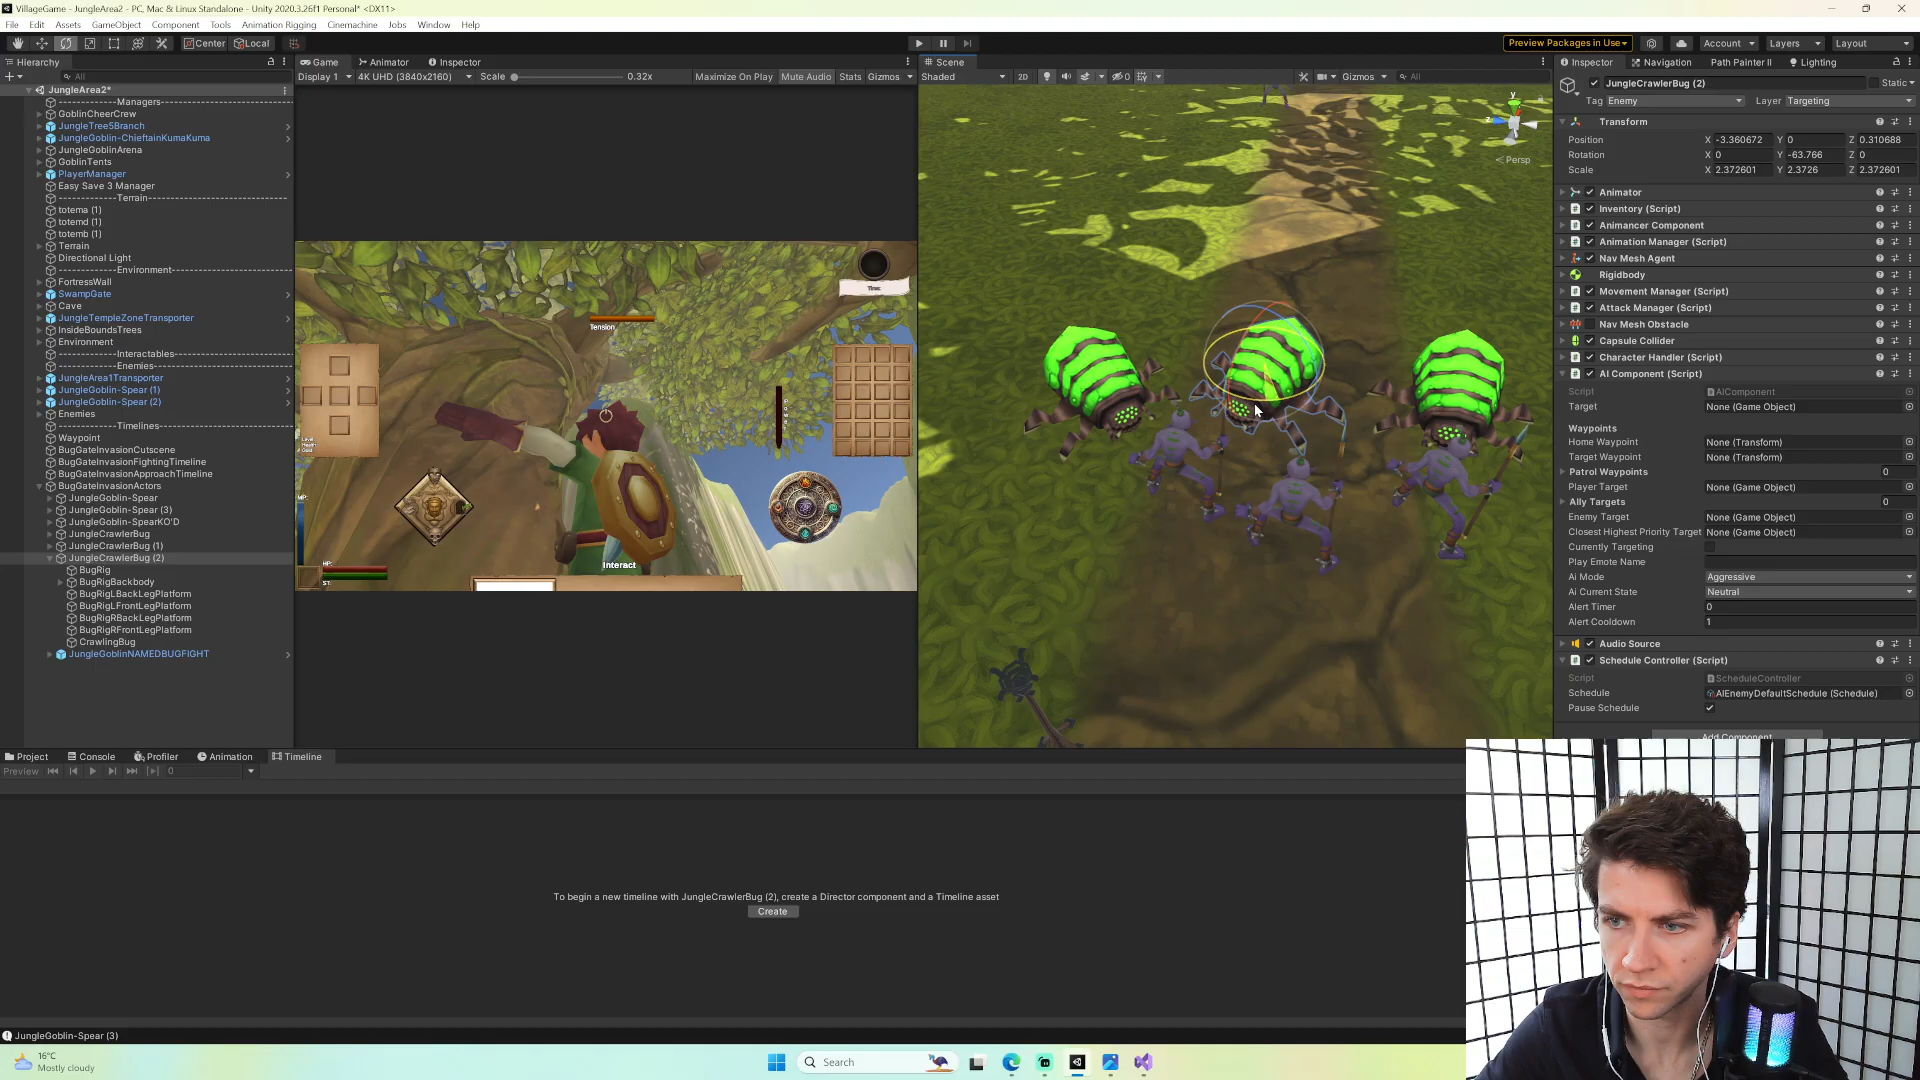 VillageGame - JungleArea2 - PC, Mac & Linux Standalone - Unity 2020.3.26f1 Personal* <DX11>
File Edit Assets GameObject Component Tools Animation Rigging Cinemachine Jobs Window Help
Center Local
Preview Packages in Use Account Layers Layout
Hierarchy
All
JungleArea2*
--------------Managers--------------
GoblinCheerCrew
JungleTree5Branch
JungleGoblin-ChieftainKumaKuma
JungleGoblinArena
GoblinTents
PlayerManager
Easy Save 3 Manager
--------------Terrain--------------
totema (1)
totemd (1)
totemb (1)
Terrain
Directional Light
--------------Environment--------------
FortressWall
SwampGate
Cave
JungleTempleZoneTransporter
InsideBoundsTrees
Environment
--------------Interactables--------------
--------------Enemies--------------
JungleArea1Transporter
JungleGoblin-Spear (1)
JungleGoblin-Spear (2)
Enemies
--------------Timelines--------------
Waypoint
BugGateInvasionCutscene
BugGateInvasionFightingTimeline
BugGateInvasionApproachTimeline
BugGateInvasionActors
JungleGoblin-Spear
JungleGoblin-Spear (3)
JungleGoblin-SpearKO'D
JungleCrawlerBug
JungleCrawlerBug (1)
JungleCrawlerBug (2)
BugRig
BugRigBackbody
BugRigLBackLegPlatform
BugRigLFrontLegPlatform
BugRigRBackLegPlatform
BugRigRFrontLegPlatform
CrawlingBug
JungleGoblinNAMEDBUGFIGHT
Game Animator Inspector
Display 1 4K UHD (3840x2160) Scale 0.32x Maximize On Play Mute Audio Stats Gizmos
Tension
Time:
Interact
MP:
HP:
ST:
Scene
Shaded 2D 0 Gizmos All
y
Persp
Inspector Navigation Path Painter II Lighting
JungleCrawlerBug (2) Static
Tag Enemy Layer Targeting
Transform
Position X -3.360672 Y 0 Z 0.310688
Rotation X 0 Y -63.766 Z 0
Scale X 2.372601 Y 2.3726 Z 2.372601
Animator
Inventory (Script)
Animancer Component
Animation Manager (Script)
Nav Mesh Agent
Rigidbody
Movement Manager (Script)
Attack Manager (Script)
Nav Mesh Obstacle
Capsule Collider
Character Handler (Script)
AI Component (Script)
Script AIComponent
Target None (Game Object)
Waypoints
Home Waypoint None (Transform)
Target Waypoint None (Transform)
Patrol Waypoints 0
Player Target None (Game Object)
Ally Targets 0
Enemy Target None (Game Object)
Closest Highest Priority Target None (Game Object)
Currently Targeting
Play Emote Name
Ai Mode Aggressive
Ai Current State Neutral
Alert Timer 0
Alert Cooldown 1
Audio Source
Schedule Controller (Script)
Script ScheduleController
Schedule AIEnemyDefaultSchedule (Schedule)
Pause Schedule
Add Component
Project Console Profiler Animation Timeline
Preview 0
To begin a new timeline with JungleCrawlerBug (2), create a Director component and a Timeline asset
Create
JungleGoblin-Spear (3)
16°C
Mostly cloudy
Search